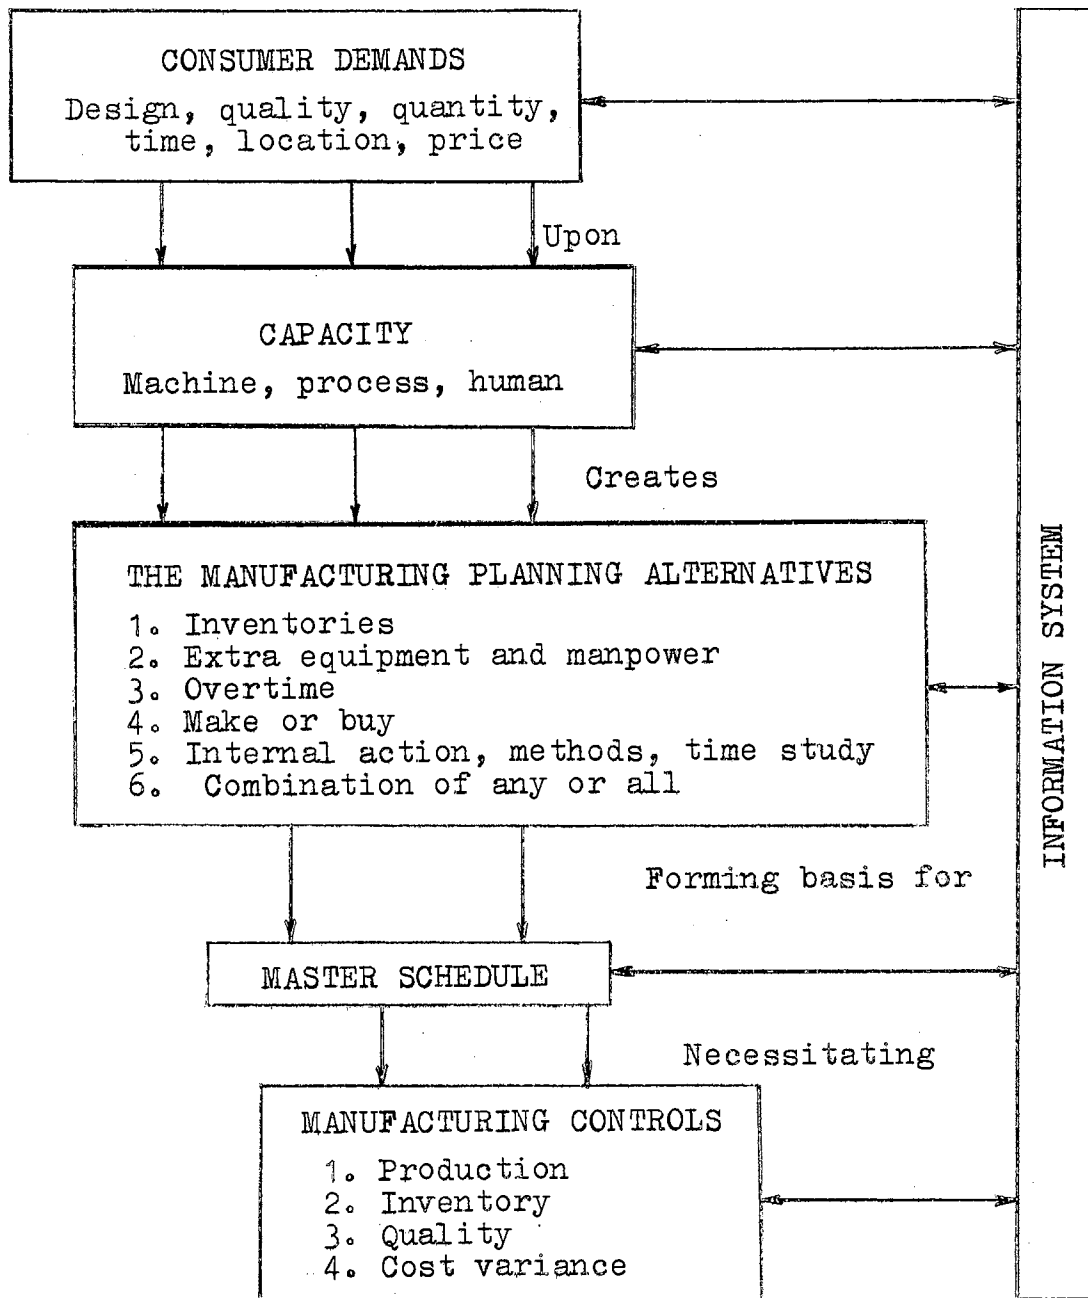 CONSUMER DEMANDS
Design, quality, quantity,
time, location, price
Upon
CAPACITY
Machine, process, human
Creates
THE MANUFACTURING PLANNING ALTERNATIVES
1. Inventories
2. Extra equipment and manpower
3. Overtime
4. Make or buy
5. Internal action, methods, time study
6. Combination of any or all
Forming basis for
MASTER SCHEDULE
Necessitating
MANUFACTURING CONTROLS
1. Production
2. Inventory
3. Quality
4. Cost variance
INFORMATION SYSTEM